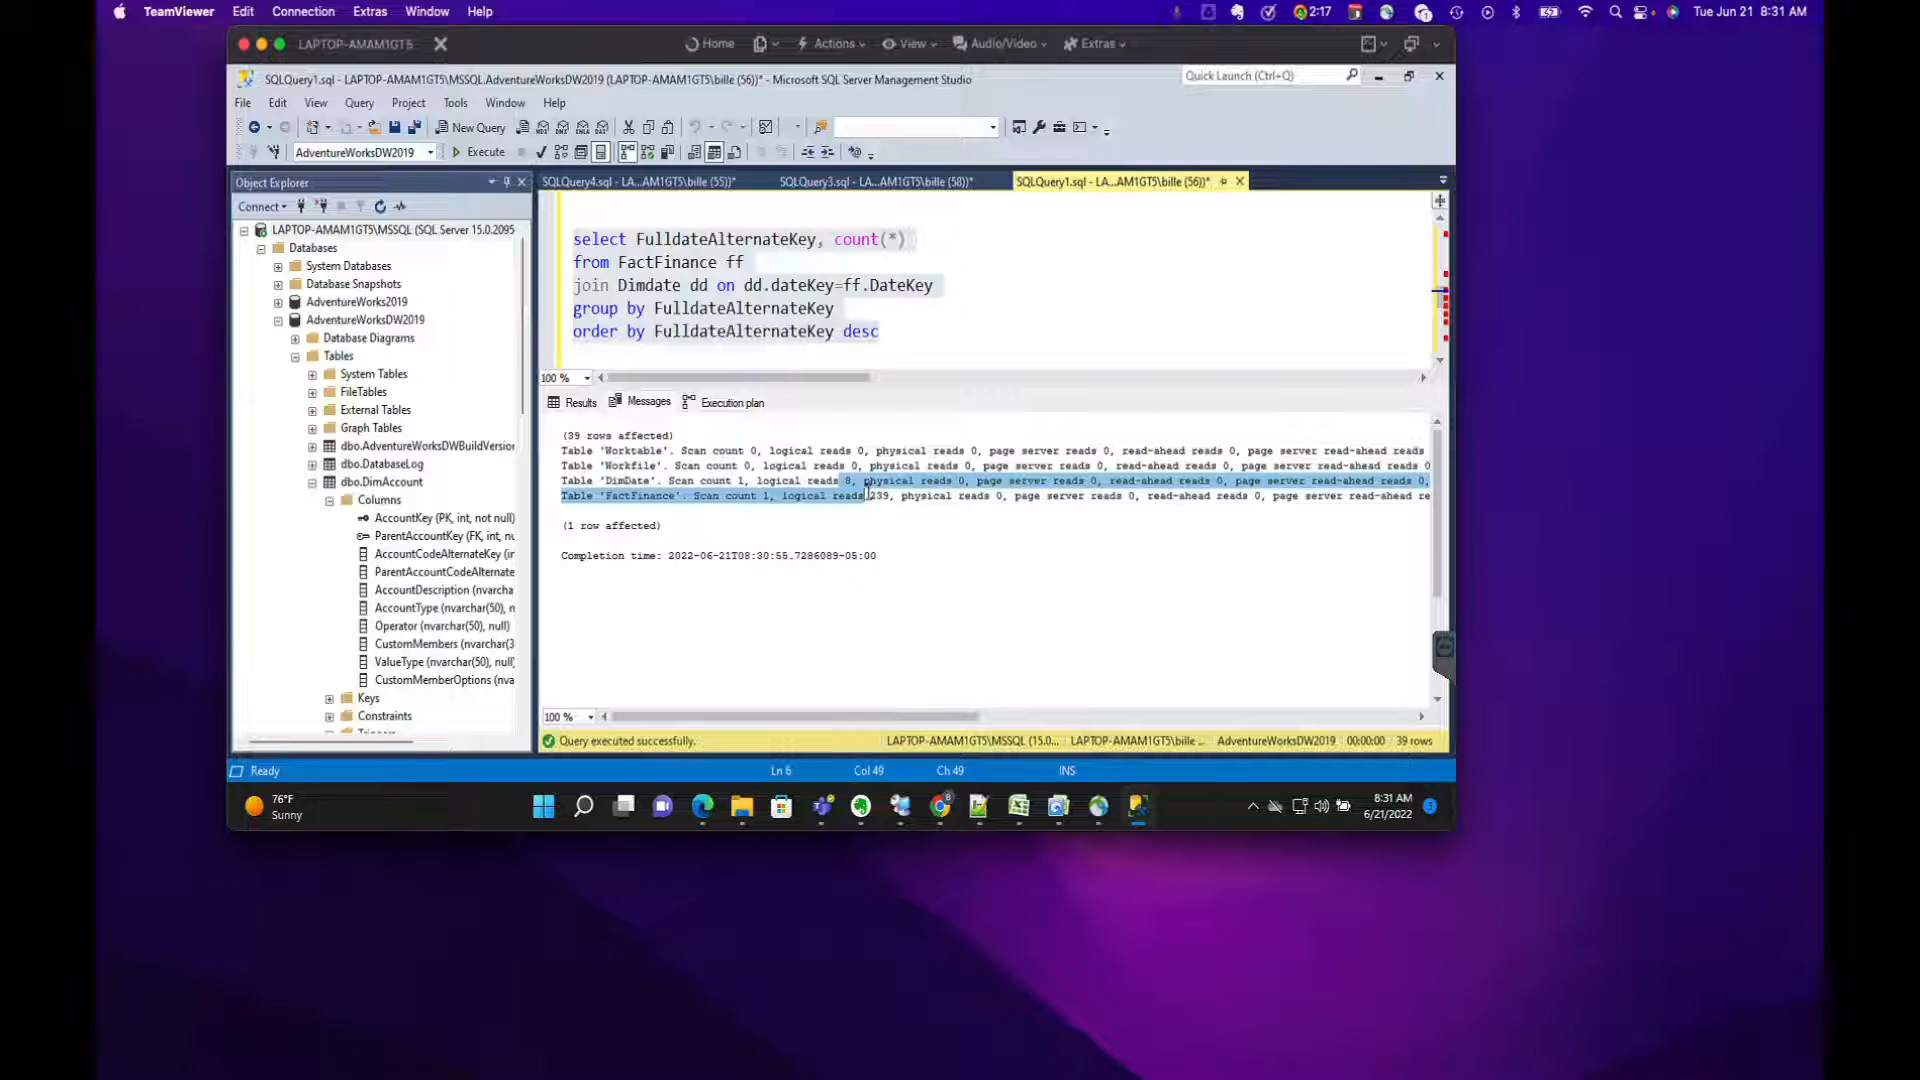 TeamViewer Edit Connection Extras Window Help
2:17
Tue Jun 21 8:31 AM
LAPTOP-AMAM1GT5
Home Actions View Audio/Video Extras
SQLQuery1.sql - LAPTOP-AMAM1GT5\MSSQL.AdventureWorksDW2019 (LAPTOP-AMAM1GT5\bille (56))* - Microsoft SQL Server Management Studio
Quick Launch (Ctrl+Q)
File Edit View Query Project Tools Window Help
New Query
AdventureWorksDW2019
Execute
Object Explorer
SQLQuery4.sql - LA...AM1GT5\bille (55))*
SQLQuery3.sql - LA...AM1GT5\bille (58))*
SQLQuery1.sql - LA...AM1GT5\bille (56))*
Connect
LAPTOP-AMAM1GT5\MSSQL (SQL Server 15.0.2095
Databases
System Databases
Database Snapshots
AdventureWorks2019
AdventureWorksDW2019
Database Diagrams
Tables
System Tables
FileTables
External Tables
Graph Tables
dbo.AdventureWorksDWBuildVersion
dbo.DatabaseLog
dbo.DimAccount
Columns
AccountKey (PK, int, not null)
ParentAccountKey (FK, int, nu
AccountCodeAlternateKey (in
ParentAccountCodeAlternate
AccountDescription (nvarchar
AccountType (nvarchar(50), n
Operator (nvarchar(50), null)
CustomMembers (nvarchar(3
ValueType (nvarchar(50), null
CustomMemberOptions (nva
Keys
Constraints
select FulldateAlternateKey, count(*)
from FactFinance ff
join Dimdate dd on dd.dateKey=ff.DateKey
group by FulldateAlternateKey
order by FulldateAlternateKey desc
100 %
Results Messages Execution plan
(39 rows affected)
Table 'Worktable'. Scan count 0, logical reads 0, physical reads 0, page server reads 0, read-ahead reads 0, page server read-ahead reads
Table 'Workfile'. Scan count 0, logical reads 0, physical reads 0, page server reads 0, read-ahead reads 0, page server read-ahead reads 0
Table 'DimDate'. Scan count 1, logical reads 8, physical reads 0, page server reads 0, read-ahead reads 0, page server read-ahead reads 0,
Table 'FactFinance'. Scan count 1, logical reads 239, physical reads 0, page server reads 0, read-ahead reads 0, page server read-ahead re
(1 row affected)
Completion time: 2022-06-21T08:30:55.7286089-05:00
100 %
Query executed successfully.
LAPTOP-AMAM1GT5\MSSQL (15.0... LAPTOP-AMAM1GT5\bille ... AdventureWorksDW2019 00:00:00 39 rows
Ready Ln 6 Col 49 Ch 49 INS
76°F
Sunny
8:31 AM
6/21/2022
3